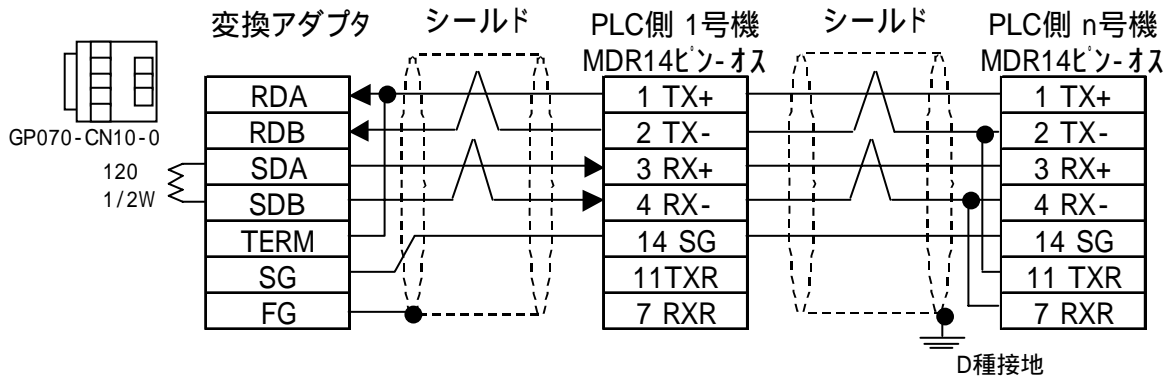 変換アダプタ
シールド
PLC側 1号機
MDR14ピン-オス
シールド
PLC側 n号機
MDR14ピン-オス
GP070-CN10-0
120
1/2W
RDA
RDB
SDA
SDB
TERM
SG
FG
1 TX+
2 TX-
3 RX+
4 RX-
14 SG
11TXR
7 RXR
1 TX+
2 TX-
3 RX+
4 RX-
14 SG
11 TXR
7 RXR
D種接地